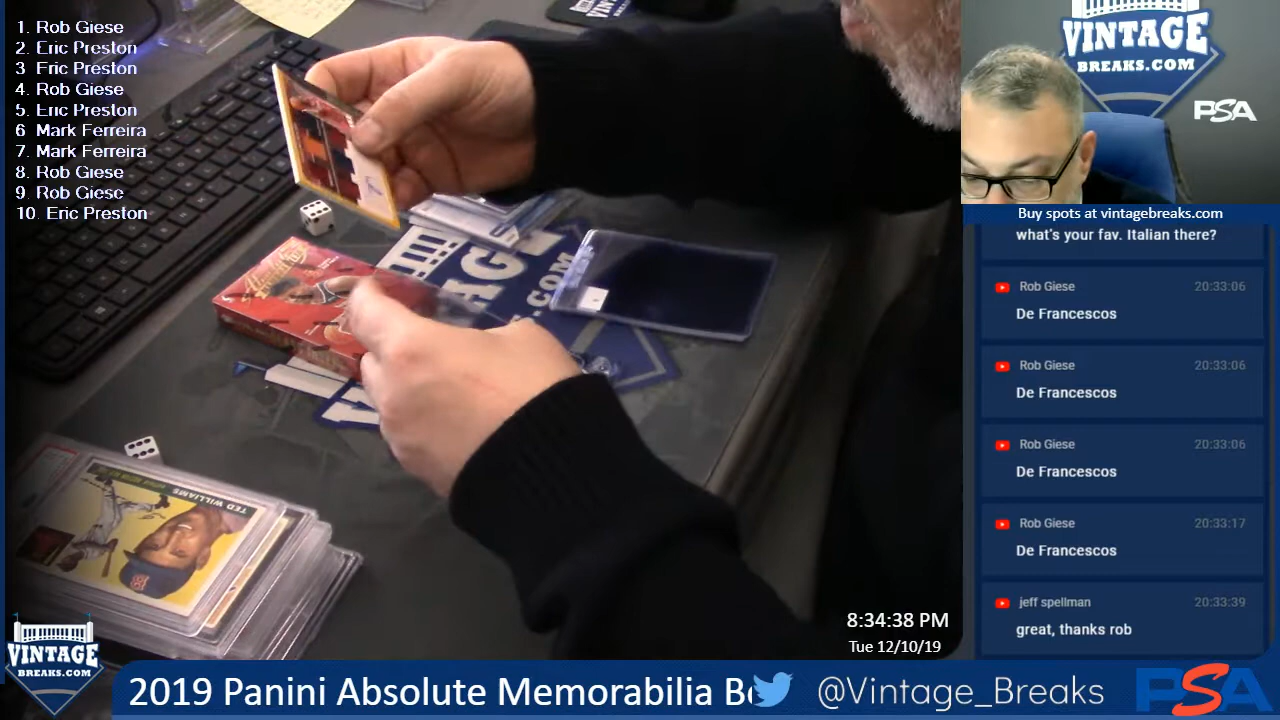 1. Rob Giese
2. Eric Preston
3 Eric Preston
4. Rob Giese
5. Eric Preston
6 Mark Ferreira
7. Mark Ferreira
8. Rob Giese
9. Rob Giese
10. Eric Preston
VINTAGE
BREAKS.COM
PSA
Buy spots at vintagebreaks.com
what's your fav. Italian there?
Rob Giese 20:33:06
De Francescos
Rob Giese 20:33:06
De Francescos
Rob Giese 20:33:06
De Francescos
Rob Giese 20:33:17
De Francescos
jeff spellman 20:33:39
great, thanks rob
TED WILLIAMS
8:34:38 PM
Tue 12/10/19
VINTAGE
BREAKS.COM
2019 Panini Absolute Memorabilia B
@Vintage_Breaks
PSA